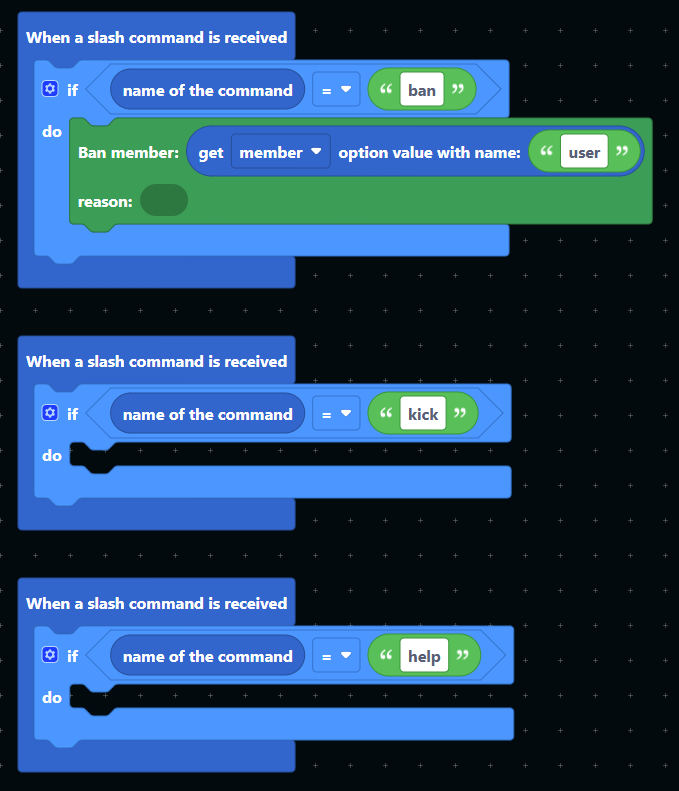 When a slash command is received
if name of the command = “ ban ”
do
Ban member: get member option value with name: “ user ”
reason:
When a slash command is received
if name of the command = “ kick ”
do
When a slash command is received
if name of the command = “ help ”
do